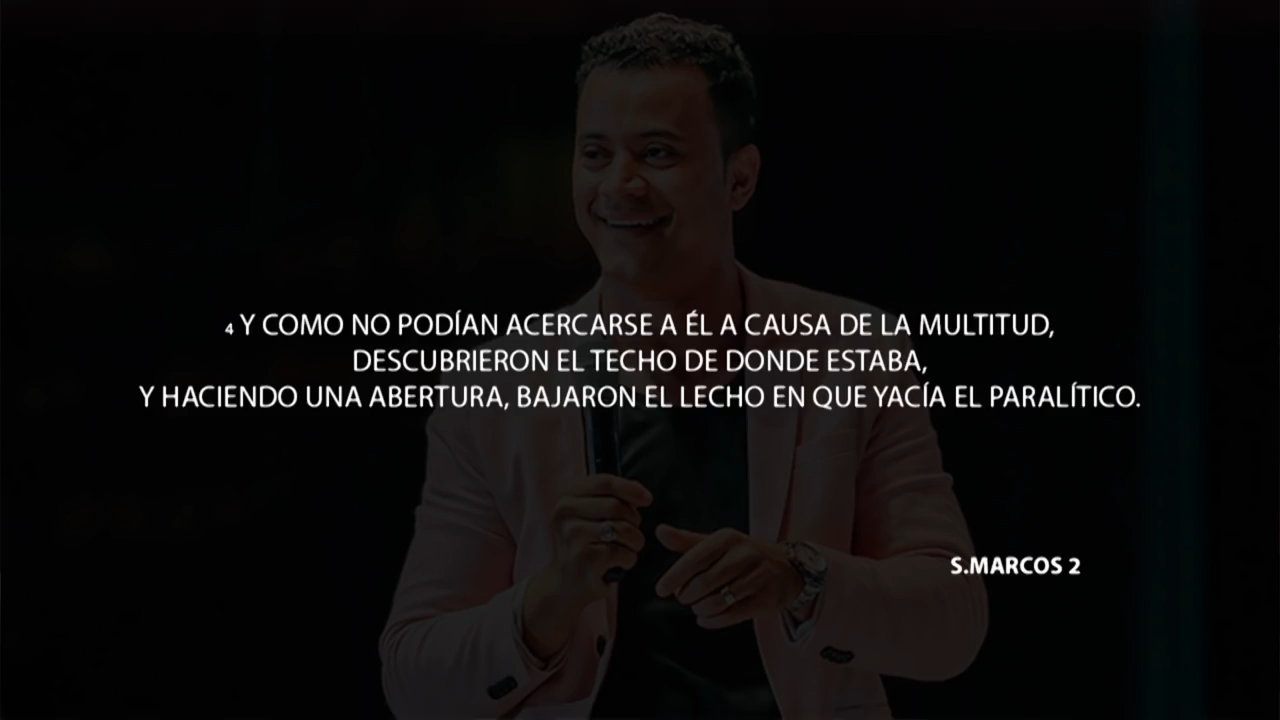 4 Y COMO NO PODÍAN ACERCARSE A ÉL A CAUSA DE LA MULTITUD,
DESCUBRIERON EL TECHO DE DONDE ESTABA,
Y HACIENDO UNA ABERTURA, BAJARON EL LECHO EN QUE YACÍA EL PARALÍTICO.
S.MARCOS 2